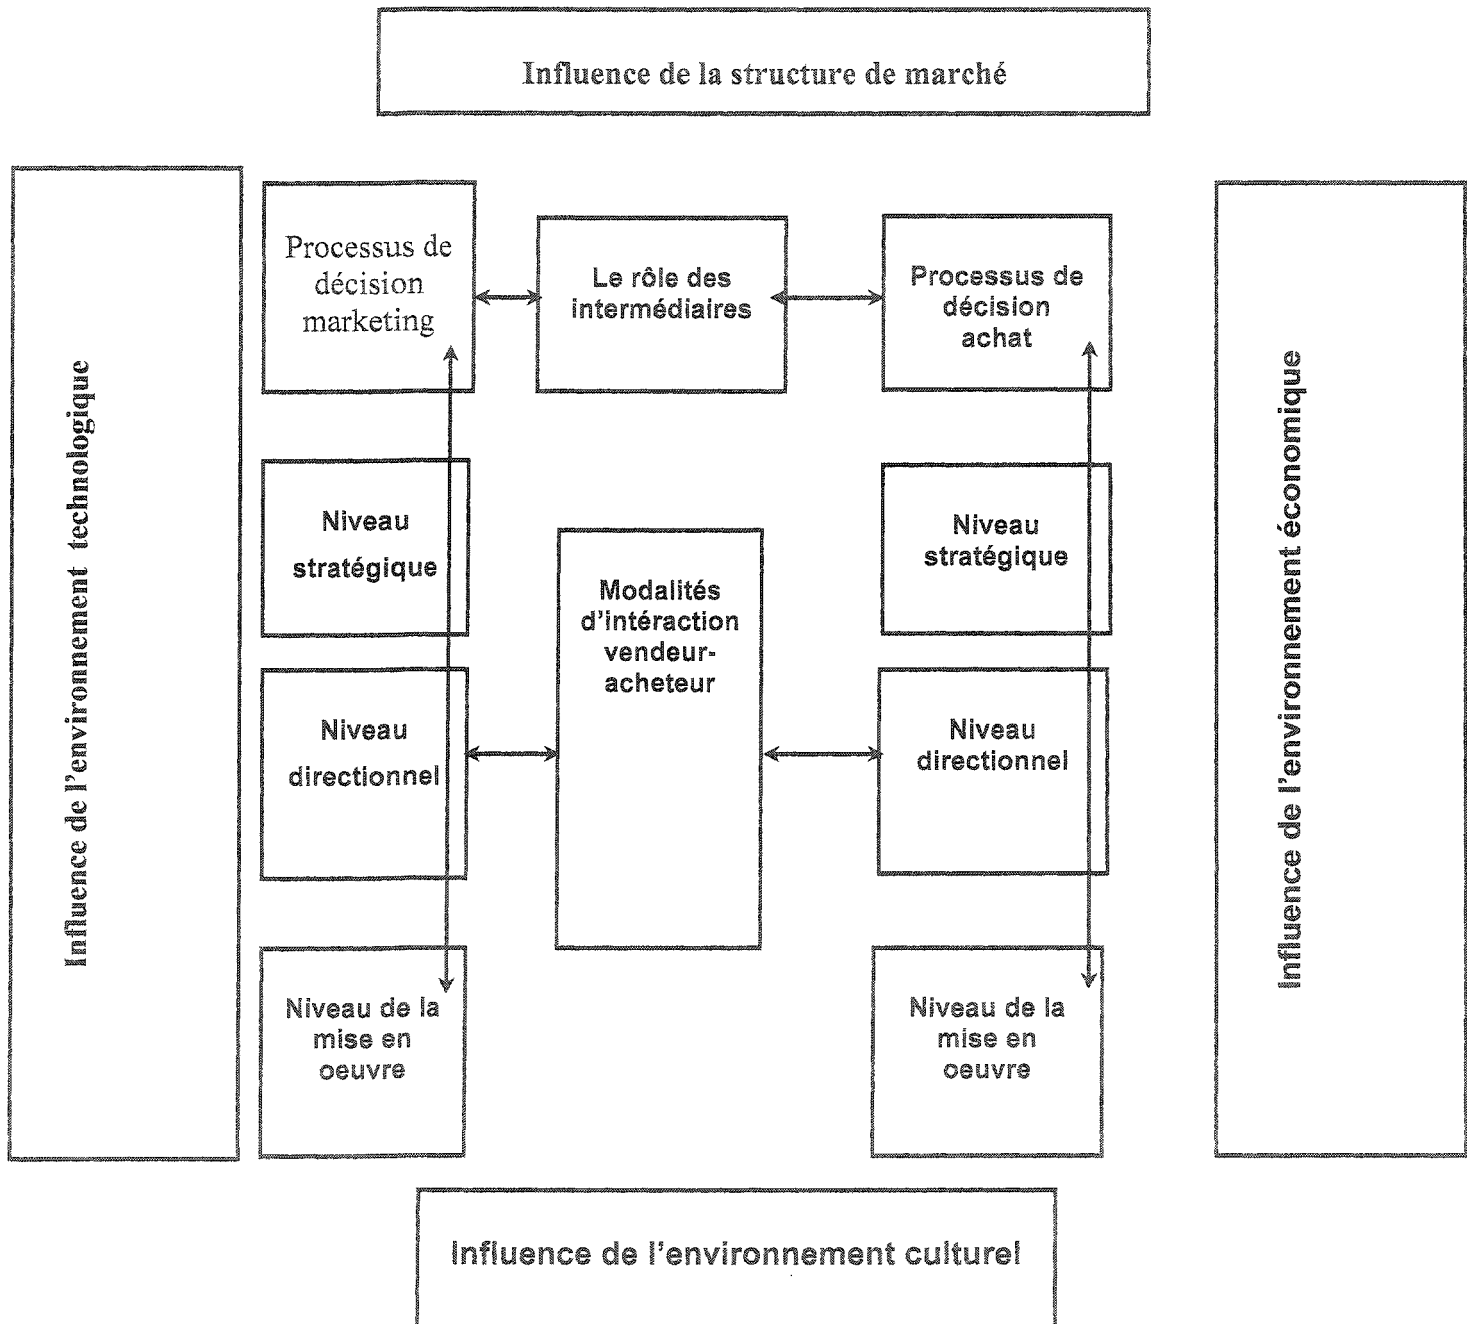 Influence de la structure de marché
Influence de l'environnement technologique
Processus de
décision
marketing
Le rôle des
intermédiaires
Processus de
décision
achat
Influence de l'environnement économique
Niveau
stratégique
Modalités
d'intéraction
vendeur-
acheteur
Niveau
stratégique
Niveau
directionnel
Niveau
directionnel
Niveau de la
mise en
oeuvre
Niveau de la
mise en
oeuvre
Influence de l'environnement culturel